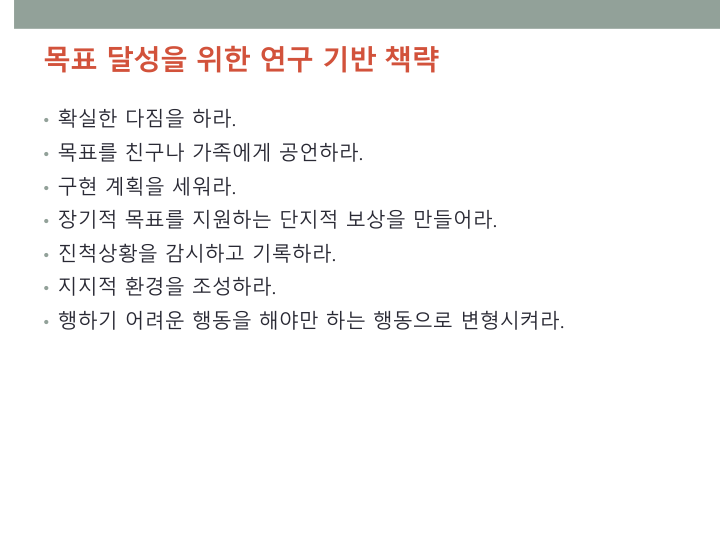 목표 달성을 위한 연구 기반 책략
• 확실한 다짐을 하라.
• 목표를 친구나 가족에게 공언하라.
• 구현 계획을 세워라.
• 장기적 목표를 지원하는 단지적 보상을 만들어라.
• 진척상황을 감시하고 기록하라.
• 지지적 환경을 조성하라.
• 행하기 어려운 행동을 해야만 하는 행동으로 변형시켜라.